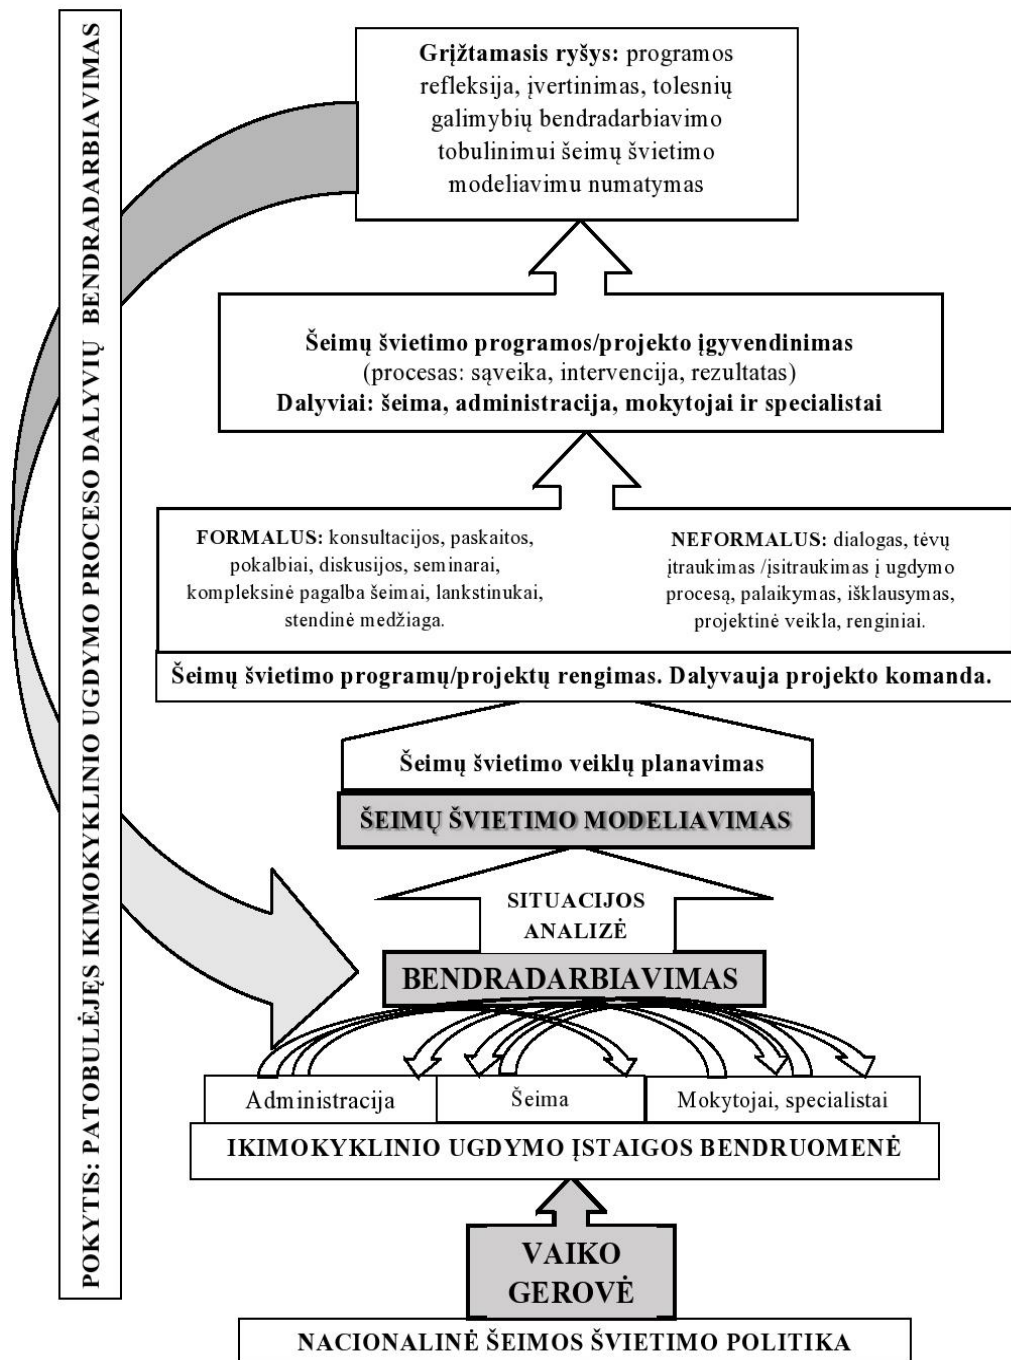 POKYTIS: PATOBULĖJĘS IKIMOKYKLINIO UGDYMO PROCESO DALYVIŲ BENDRADARBIAVIMAS
Grįžtamasis ryšys: programos
refleksija, įvertinimas, tolesnių
galimybių bendradarbiavimo
tobulinimui šeimų švietimo
modeliavimu numatymas
Šeimų švietimo programos/projekto įgyvendinimas
(procesas: sąveika, intervencija, rezultatas)
Dalyviai: šeima, administracija, mokytojai ir specialistai
FORMALUS: konsultacijos, paskaitos,
pokalbiai, diskusijos, seminarai,
kompleksinė pagalba šeimai, lankstinukai,
stendinė medžiaga.
NEFORMALUS: dialogas, tėvų
įtraukimas /įsitraukimas į ugdymo
procesą, palaikymas, išklausymas,
projektinė veikla, renginiai.
Šeimų švietimo programų/projektų rengimas. Dalyvauja projekto komanda.
Šeimų švietimo veiklų planavimas
ŠEIMŲ ŠVIETIMO MODELIAVIMAS
SITUACIJOS
ANALIZĖ
BENDRADARBIAVIMAS
Administracija
Šeima
Mokytojai, specialistai
IKIMOKYKLINIO UGDYMO ĮSTAIGOS BENDRUOMENĖ
VAIKO
GEROVĖ
NACIONALINĖ ŠEIMOS ŠVIETIMO POLITIKA